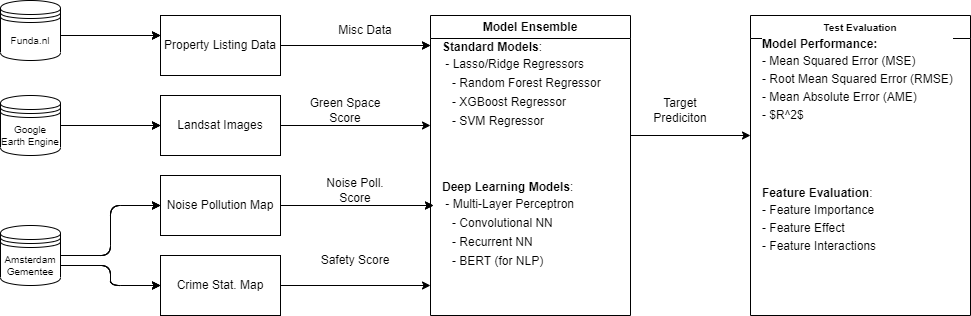 Funda.nl
Property Listing Data
Misc Data
Google
Earth Engine
Landsat Images
Green Space
Score
Amsterdam
Gementee
Noise Pollution Map
Noise Poll.
Score
Crime Stat. Map
Safety Score
Model Ensemble
Standard Models:
- Lasso/Ridge Regressors
- Random Forest Regressor
- XGBoost Regressor
- SVM Regressor
Deep Learning Models:
- Multi-Layer Perceptron
- Convolutional NN
- Recurrent NN
- BERT (for NLP)
Target
Prediciton
Test Evaluation
Model Performance:
- Mean Squared Error (MSE)
- Root Mean Squared Error (RMSE)
- Mean Absolute Error (AME)
- $R^2$
Feature Evaluation:
- Feature Importance
- Feature Effect
- Feature Interactions